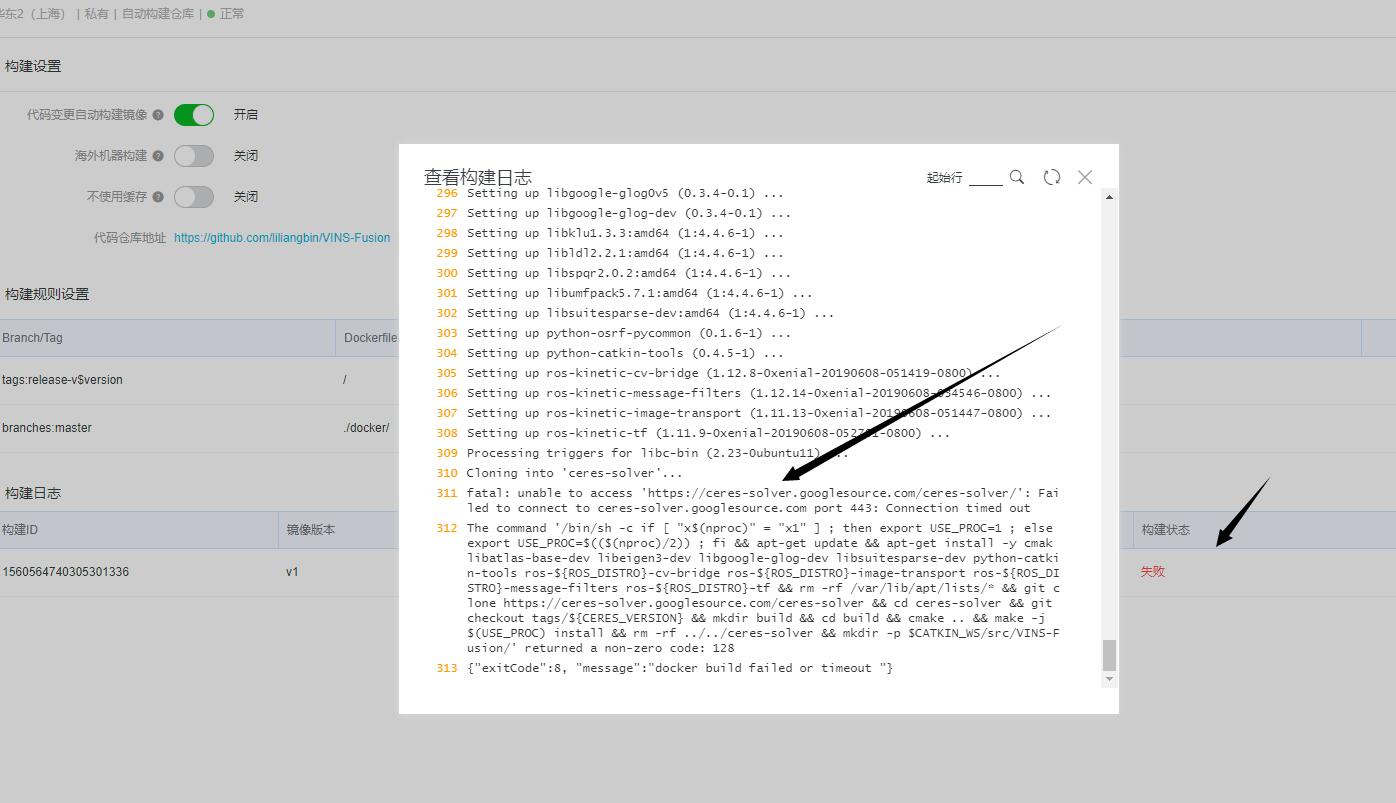 华东2（上海） | 私有 | 自动构建仓库 | 正常
构建设置
代码变更自动构建镜像 ? 开启
海外机器构建 ? 关闭
不使用缓存 ? 关闭
代码仓库地址 https://github.com/liliangbin/VINS-Fusion
构建规则设置
Branch/Tag Dockerfile
tags:release-v$version /
branches:master ./docker/
构建日志
构建ID 镜像版本 构建状态
1560564740305301336 v1 失败
查看构建日志 起始行
296 Setting up libgoogle-glog0v5 (0.3.4-0.1) ...
297 Setting up libgoogle-glog-dev (0.3.4-0.1) ...
298 Setting up libklu1.3.3:amd64 (1:4.4.6-1) ...
299 Setting up libldl2.2.1:amd64 (1:4.4.6-1) ...
300 Setting up libspqr2.0.2:amd64 (1:4.4.6-1) ...
301 Setting up libumfpack5.7.1:amd64 (1:4.4.6-1) ...
302 Setting up libsuitesparse-dev:amd64 (1:4.4.6-1) ...
303 Setting up python-osrf-pycommon (0.1.6-1) ...
304 Setting up python-catkin-tools (0.4.5-1) ...
305 Setting up ros-kinetic-cv-bridge (1.12.8-0xenial-20190608-051419-0800) ...
306 Setting up ros-kinetic-message-filters (1.12.14-0xenial-20190608-034546-0800) ...
307 Setting up ros-kinetic-image-transport (1.11.13-0xenial-20190608-051447-0800) ...
308 Setting up ros-kinetic-tf ...
309 Processing triggers for libc-bin (2.23-0ubuntu11) ...
310 Cloning into 'ceres-solver'...
311 fatal: unable to access 'https://ceres-solver.googlesource.com/ceres-solver/': Fai
led to connect to ceres-solver.googlesource.com port 443: Connection timed out
312 The command '/bin/sh -c if [ "x$(nproc)" = "x1" ] ; then export USE_PROC=1 ; else
export USE_PROC=$(($(nproc)/2)) ; fi && apt-get update && apt-get install -y cmak
libatlas-base-dev libeigen3-dev libgoogle-glog-dev libsuitesparse-dev python-catki
n-tools ros-${ROS_DISTRO}-cv-bridge ros-${ROS_DISTRO}-image-transport ros-${ROS_DI
STRO}-message-filters ros-${ROS_DISTRO}-tf && rm -rf /var/lib/apt/lists/* && git c
lone https://ceres-solver.googlesource.com/ceres-solver && cd ceres-solver && git
checkout tags/${CERES_VERSION} && mkdir build && cd build && cmake .. && make -j
$(USE_PROC) install && rm -rf ../../ceres-solver && mkdir -p $CATKIN_WS/src/VINS-F
usion/' returned a non-zero code: 128
313 {"exitCode":8, "message":"docker build failed or timeout "}